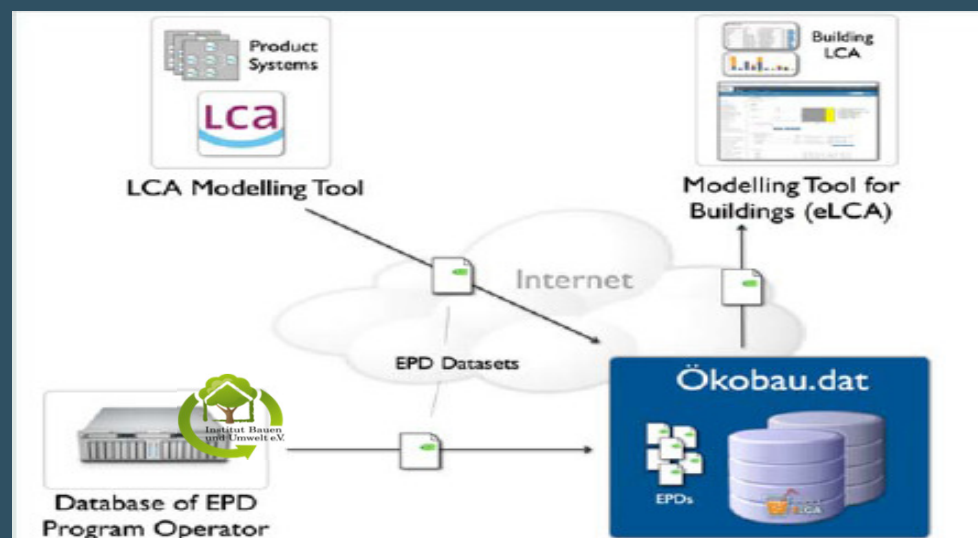 Product
Systems
LCa
LCA Modelling Tool
Building
LCA
Modelling Tool for
Buildings (eLCA)
Internet
EPD Datasets
Institut Bauen
und Umwelt e.V.
Database of EPD
Program Operator
Ökobau.dat
EPDs